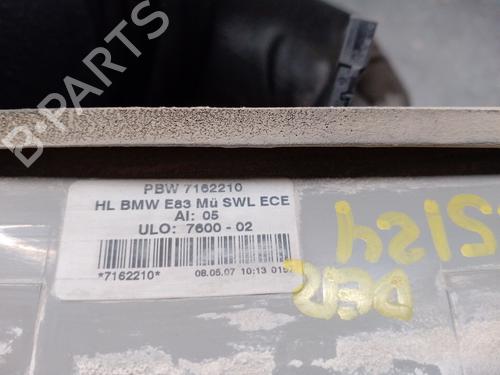 B-PARTS
PBW 7162210
HL BMW E83 Mü SWL ECE
AI: 05
ULO: 7600 - 02
*7162210*
08.05.07 10:13